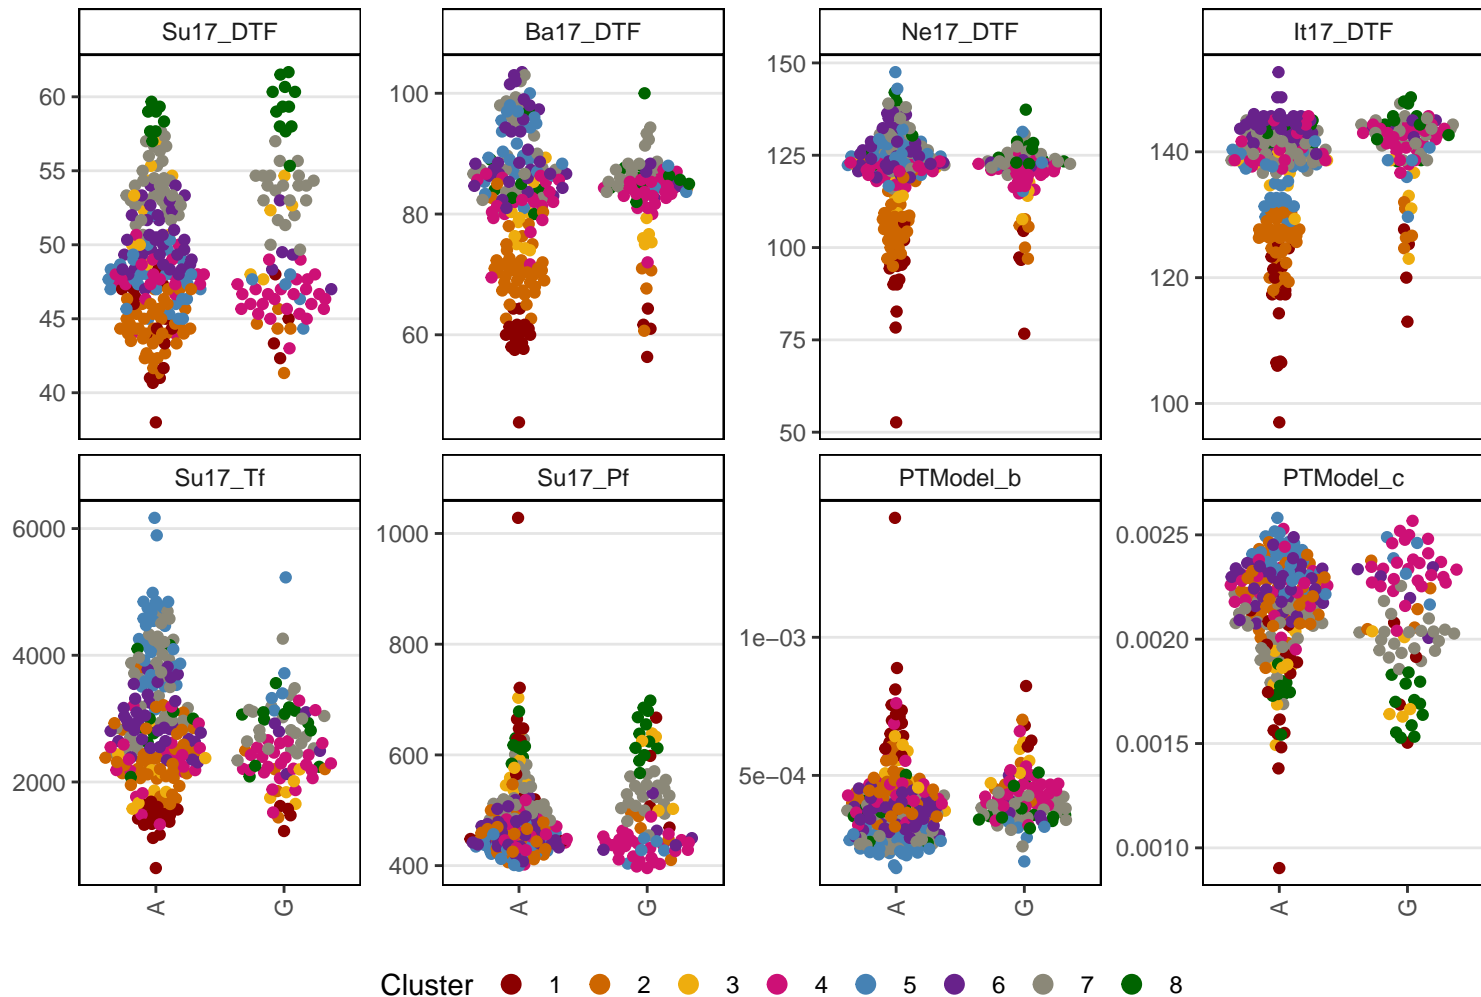 Su17_DTF Ba17_DTF Ne17_DTF It17_DTF
60 100 150 140
55 80 125 120
50 60 100 100
45 75
40 50
Su17_Tf Su17_Pf PTModel_b PTModel_c
6000 1000 1e−03 0.0025
4000 800 5e−04 0.0020
2000 600 0.0015
400 0.0010
A G A G A G A G
Cluster 1 2 3 4 5 6 7 8